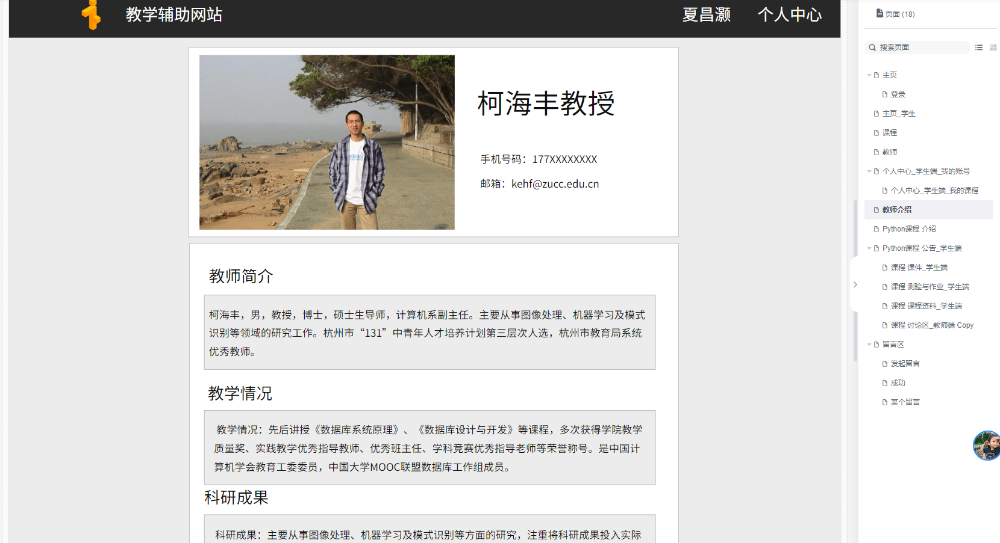 教学辅助网站
夏昌灏
个人中心
柯海丰教授
手机号码：177XXXXXXXX
邮箱：kehf@zucc.edu.cn
教师简介
柯海丰，男，教授，博士，硕士生导师，计算机系副主任。主要从事图像处理、机器学习及模式
识别等领域的研究工作。杭州市“131”中青年人才培养计划第三层次人选，杭州市教育局系统
优秀教师。
教学情况
教学情况：先后讲授《数据库系统原理》、《数据库设计与开发》等课程，多次获得学院教学
质量奖、实践教学优秀指导教师、优秀班主任、学科竞赛优秀指导老师等荣誉称号。是中国计
算机学会教育工委委员，中国大学MOOC联盟数据库工作组成员。
科研成果
科研成果：主要从事图像处理、机器学习及模式识别等方面的研究，注重将科研成果投入实际
页面 (18)
搜索页面
主页
登录
主页_学生
课程
教师
个人中心_学生端_我的账号
个人中心_学生端_我的课程
教师介绍
Python课程 介绍
Python课程 公告_学生端
课程 课件_学生端
课程 测验与作业_学生端
课程 课程资料_学生端
课程 讨论区_教师端 Copy
留言区
发起留言
成功
某个留言